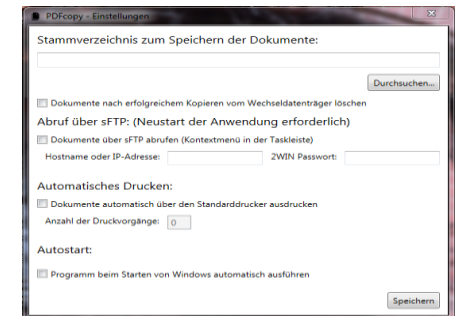 PDFcopy - Einstellungen
Stammverzeichnis zum Speichern der Dokumente:
Durchsuchen...
Dokumente nach erfolgreichem Kopieren vom Wechseldatenträger löschen
Abruf über sFTP: (Neustart der Anwendung erforderlich)
Dokumente über sFTP abrufen (Kontextmenü in der Taskleiste)
Hostname oder IP-Adresse: 2WIN Passwort:
Automatisches Drucken:
Dokumente automatisch über den Standarddrucker ausdrucken
Anzahl der Druckvorgänge: 0
Autostart:
Programm beim Starten von Windows automatisch ausführen
Speichern